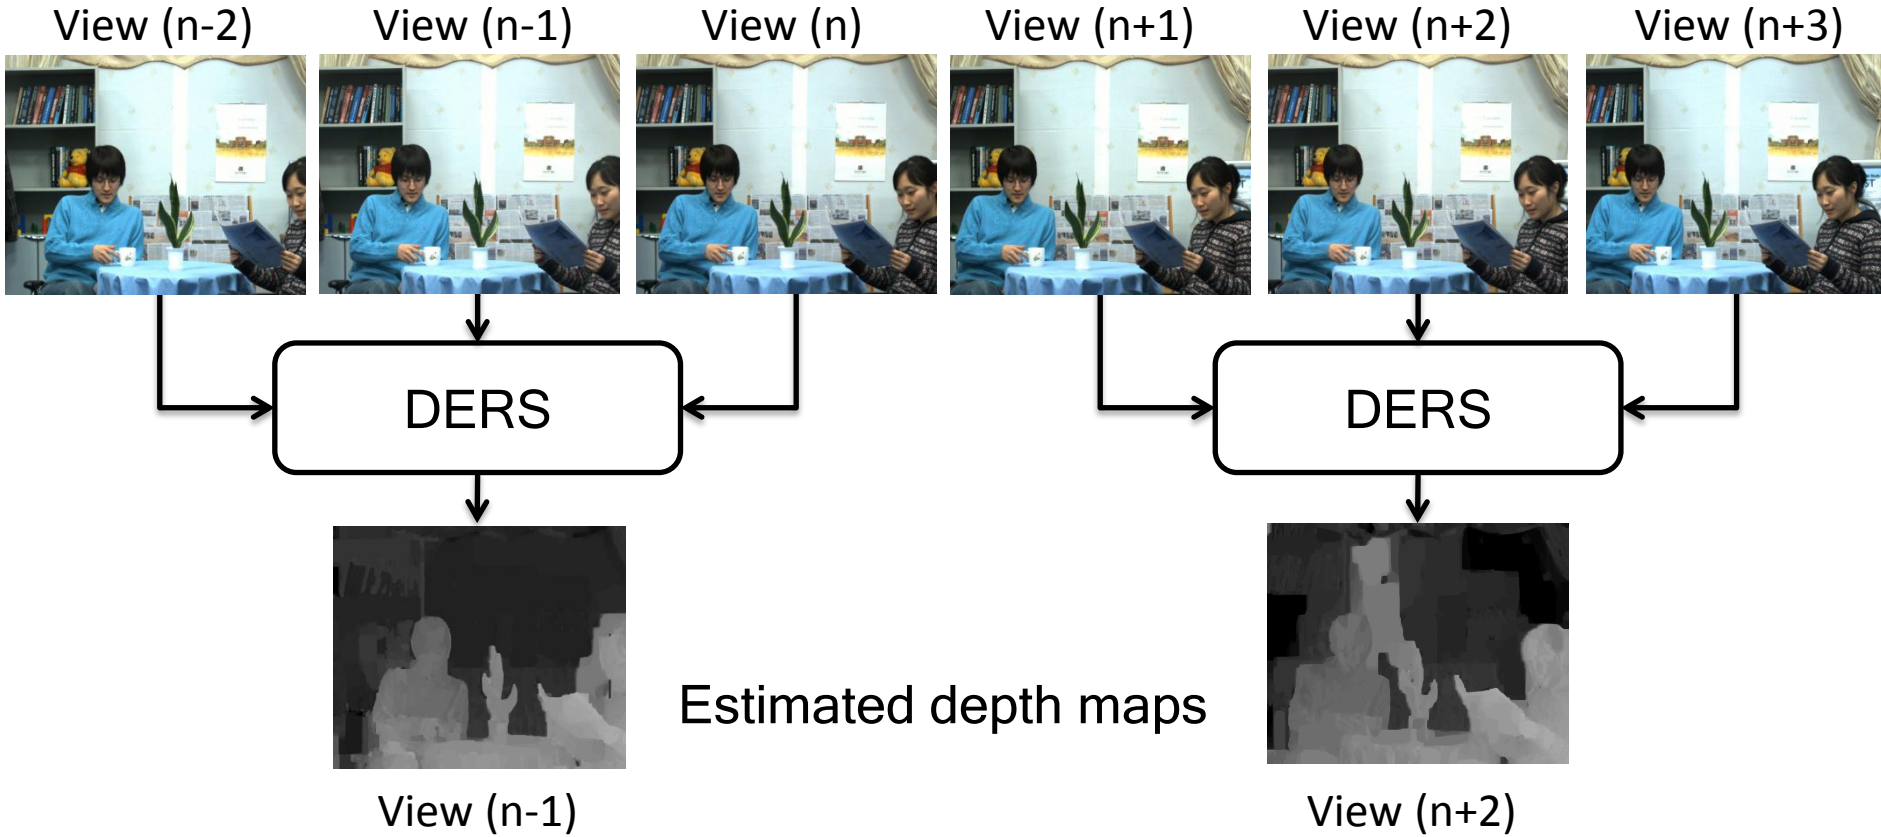 View (n-2)
View (n-1)
View (n)
View (n+1)
View (n+2)
View (n+3)
DERS
DERS
Estimated depth maps
View (n-1)
View (n+2)